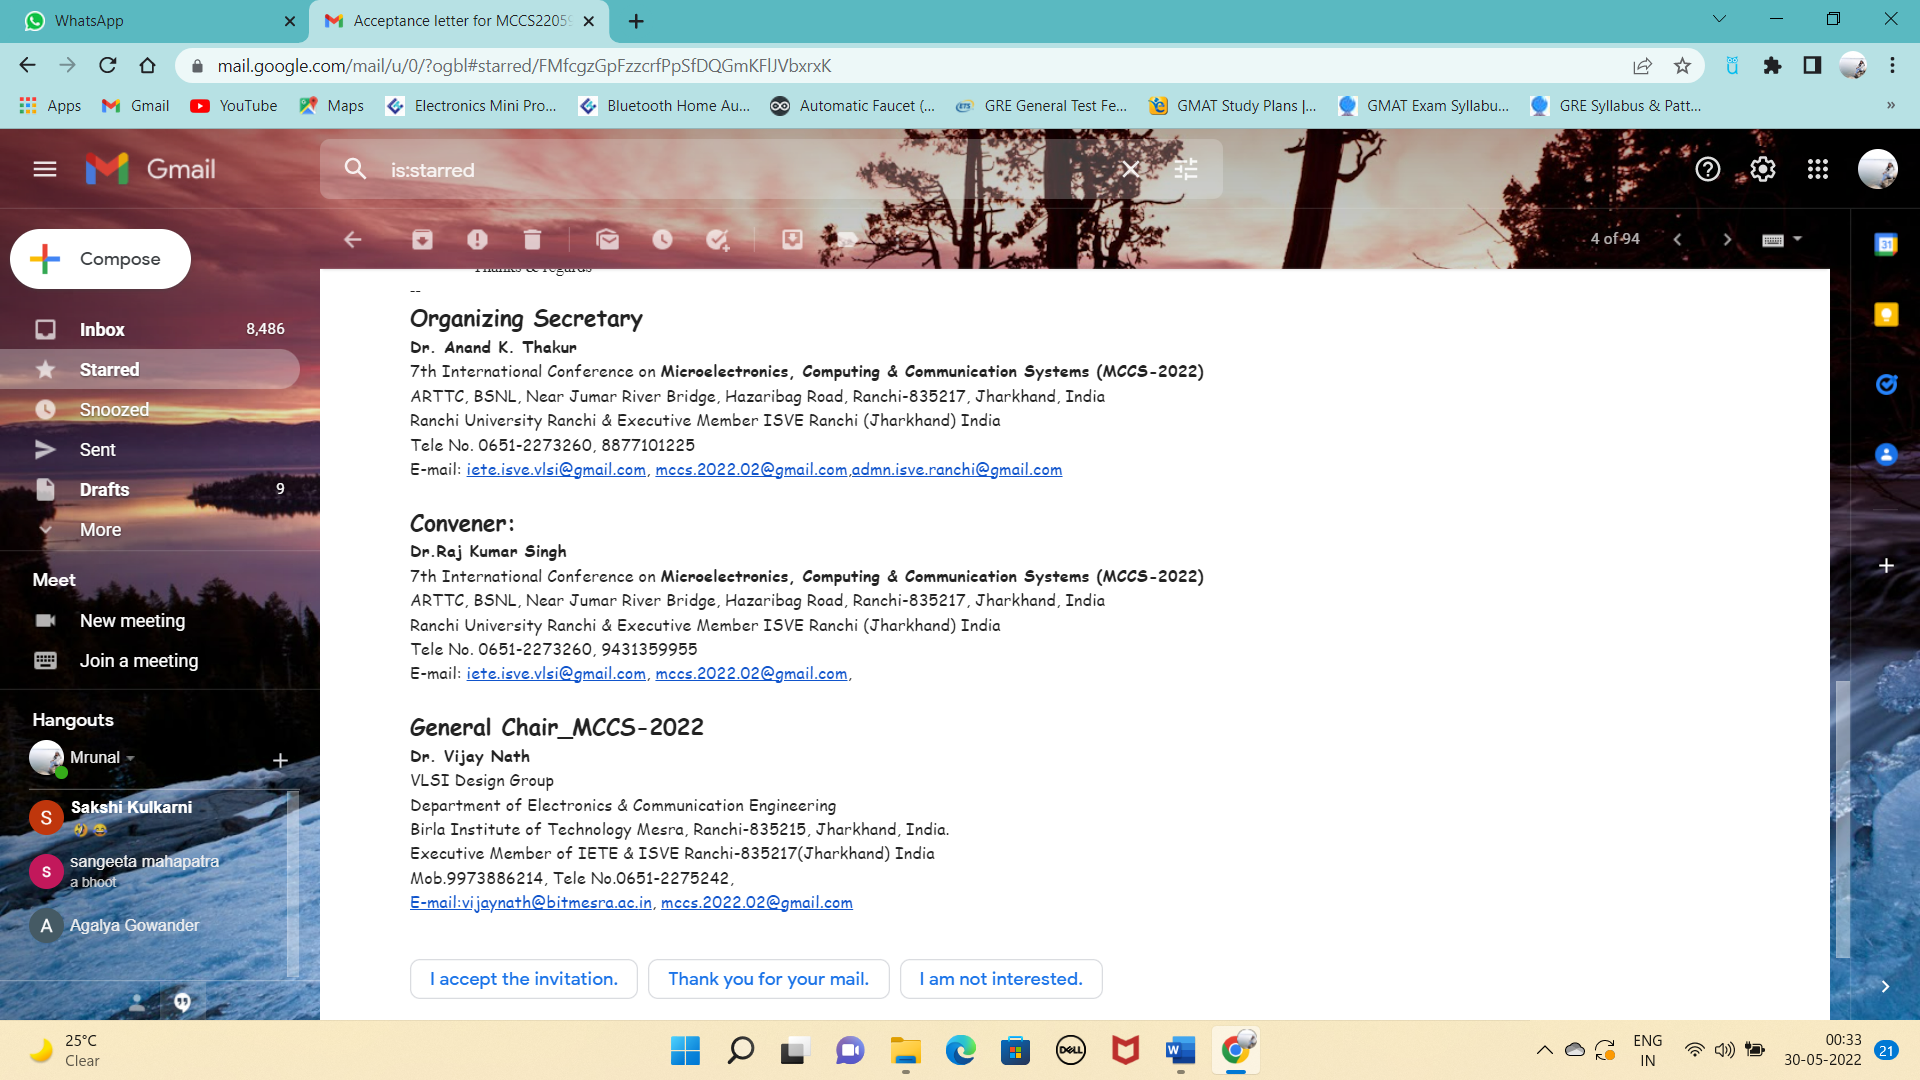 WhatsApp
Acceptance letter for MCCS2205
mail.google.com/mail/u/0/?ogbl#starred/FMfcgzGpFzzcrfPpSfDQGmKFlJVbxrxK
Apps
Gmail
YouTube
Maps
Electronics Mini Pro...
Bluetooth Home Au...
Automatic Faucet (...
GRE General Test Fe...
GMAT Study Plans |...
GMAT Exam Syllabu...
GRE Syllabus & Patt...
»
Gmail
is:starred
4 of 94
Compose
Inbox 8,486
Starred
Snoozed
Sent
Drafts 9
More
Meet
New meeting
Join a meeting
Hangouts
Mrunal
S Sakshi Kulkarni
s sangeeta mahapatra
a bhoot
A Agalya Gowander
Thanks & regards
--
Organizing Secretary
Dr. Anand K. Thakur
7th International Conference on Microelectronics, Computing & Communication Systems (MCCS-2022)
ARTTC, BSNL, Near Jumar River Bridge, Hazaribag Road, Ranchi-835217, Jharkhand, India
Ranchi University Ranchi & Executive Member ISVE Ranchi (Jharkhand) India
Tele No. 0651-2273260, 8877101225
E-mail: iete.isve.vlsi@gmail.com, mccs.2022.02@gmail.com,admn.isve.ranchi@gmail.com
Convener:
Dr.Raj Kumar Singh
7th International Conference on Microelectronics, Computing & Communication Systems (MCCS-2022)
ARTTC, BSNL, Near Jumar River Bridge, Hazaribag Road, Ranchi-835217, Jharkhand, India
Ranchi University Ranchi & Executive Member ISVE Ranchi (Jharkhand) India
Tele No. 0651-2273260, 9431359955
E-mail: iete.isve.vlsi@gmail.com, mccs.2022.02@gmail.com,
General Chair_MCCS-2022
Dr. Vijay Nath
VLSI Design Group
Department of Electronics & Communication Engineering
Birla Institute of Technology Mesra, Ranchi-835215, Jharkhand, India.
Executive Member of IETE & ISVE Ranchi-835217(Jharkhand) India
Mob.9973886214, Tele No.0651-2275242,
E-mail:vijaynath@bitmesra.ac.in, mccs.2022.02@gmail.com
I accept the invitation.
Thank you for your mail.
I am not interested.
31
25°C
Clear
DELL
W
ENG
IN
00:33
30-05-2022
21